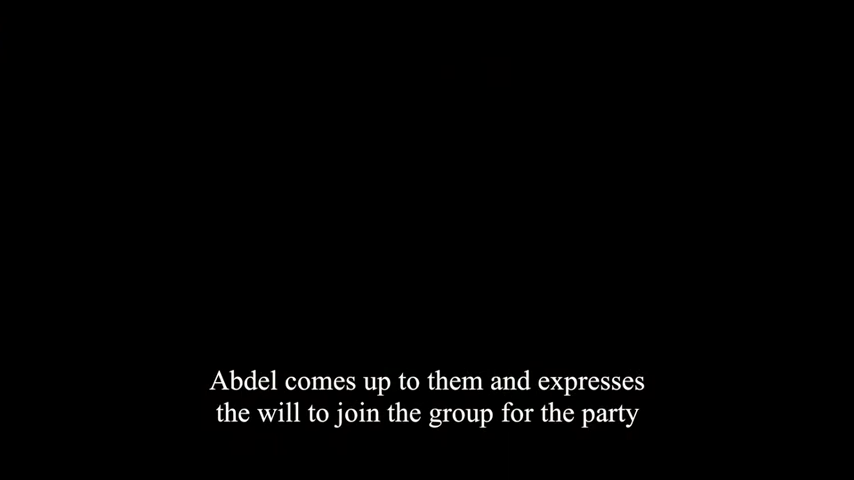 Abdel comes up to them and expresses
the will to join the group for the party